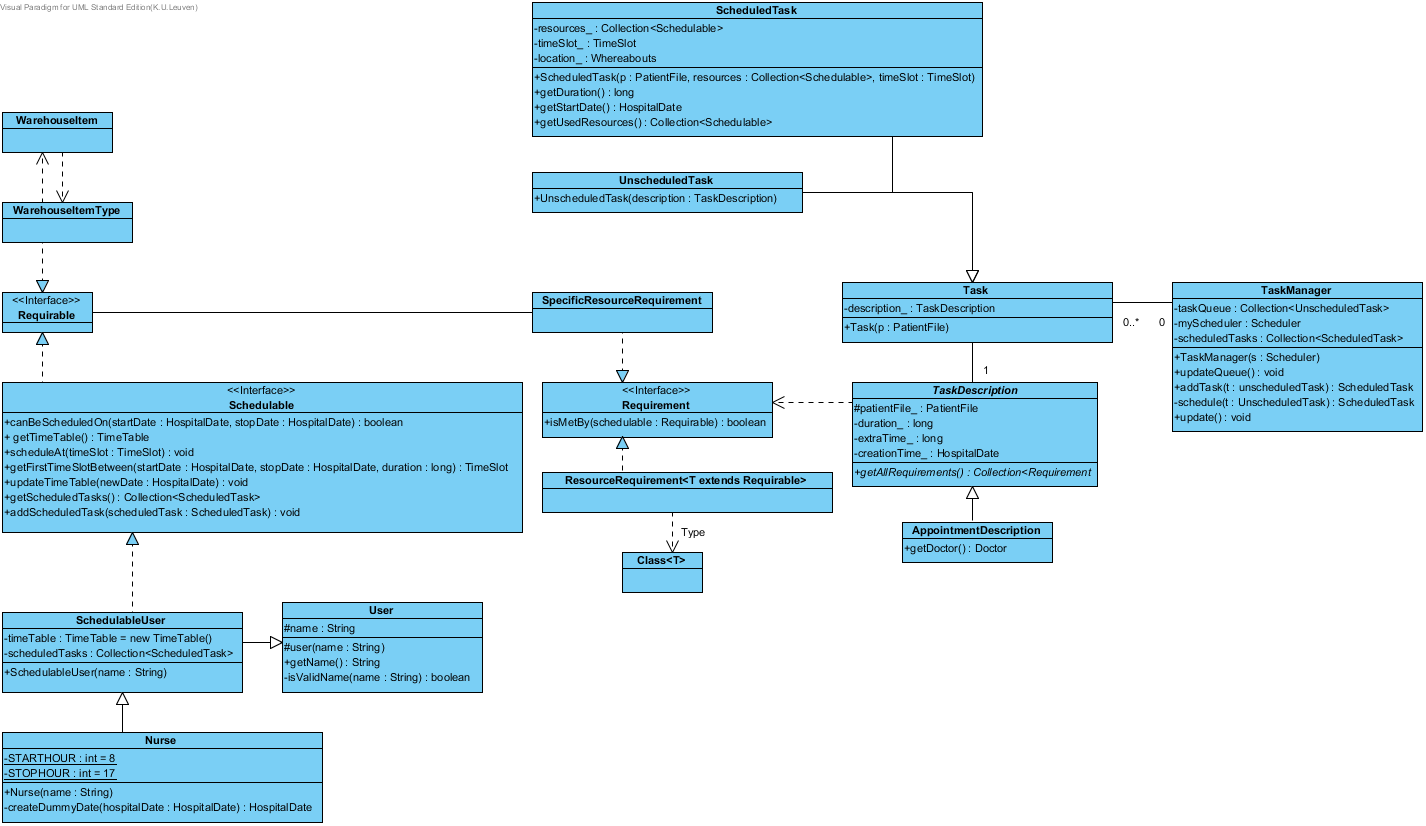 Visual Paradigm for UML Standard Edition(K.U.Leuven)
ScheduledTask
-resources_ : Collection<Schedulable>
-timeSlot_ : TimeSlot
-location_ : Whereabouts
+ScheduledTask(p : PatientFile, resources : Collection<Schedulable>, timeSlot : TimeSlot)
+getDuration() : long
+getStartDate() : HospitalDate
+getUsedResources() : Collection<Schedulable>
WarehouseItem
UnscheduledTask
+UnscheduledTask(description : TaskDescription)
WarehouseItemType
<<Interface>>
Requirable
SpecificResourceRequirement
Task
-description_ : TaskDescription
+Task(p : PatientFile)
0..*
0
TaskManager
-taskQueue : Collection<UnscheduledTask>
-myScheduler : Scheduler
-scheduledTasks : Collection<ScheduledTask>
+TaskManager(s : Scheduler)
+updateQueue() : void
+addTask(t : unscheduledTask) : ScheduledTask
-schedule(t : UnscheduledTask) : ScheduledTask
+update() : void
1
<<Interface>>
Schedulable
+canBeScheduledOn(startDate : HospitalDate, stopDate : HospitalDate) : boolean
+ getTimeTable() : TimeTable
+scheduleAt(timeSlot : TimeSlot) : void
+getFirstTimeSlotBetween(startDate : HospitalDate, stopDate : HospitalDate, duration : long) : TimeSlot
+updateTimeTable(newDate : HospitalDate) : void
+getScheduledTasks() : Collection<ScheduledTask>
+addScheduledTask(scheduledTask : ScheduledTask) : void
<<Interface>>
Requirement
+isMetBy(schedulable : Requirable) : boolean
TaskDescription
#patientFile_ : PatientFile
-duration_ : long
-extraTime_ : long
-creationTime_ : HospitalDate
+getAllRequirements() : Collection<Requirement
ResourceRequirement<T extends Requirable>
Type
Class<T>
AppointmentDescription
+getDoctor() : Doctor
SchedulableUser
-timeTable : TimeTable = new TimeTable()
-scheduledTasks : Collection<ScheduledTask>
+SchedulableUser(name : String)
User
#name : String
#user(name : String)
+getName() : String
-isValidName(name : String) : boolean
Nurse
-STARTHOUR : int = 8
-STOPHOUR : int = 17
+Nurse(name : String)
-createDummyDate(hospitalDate : HospitalDate) : HospitalDate